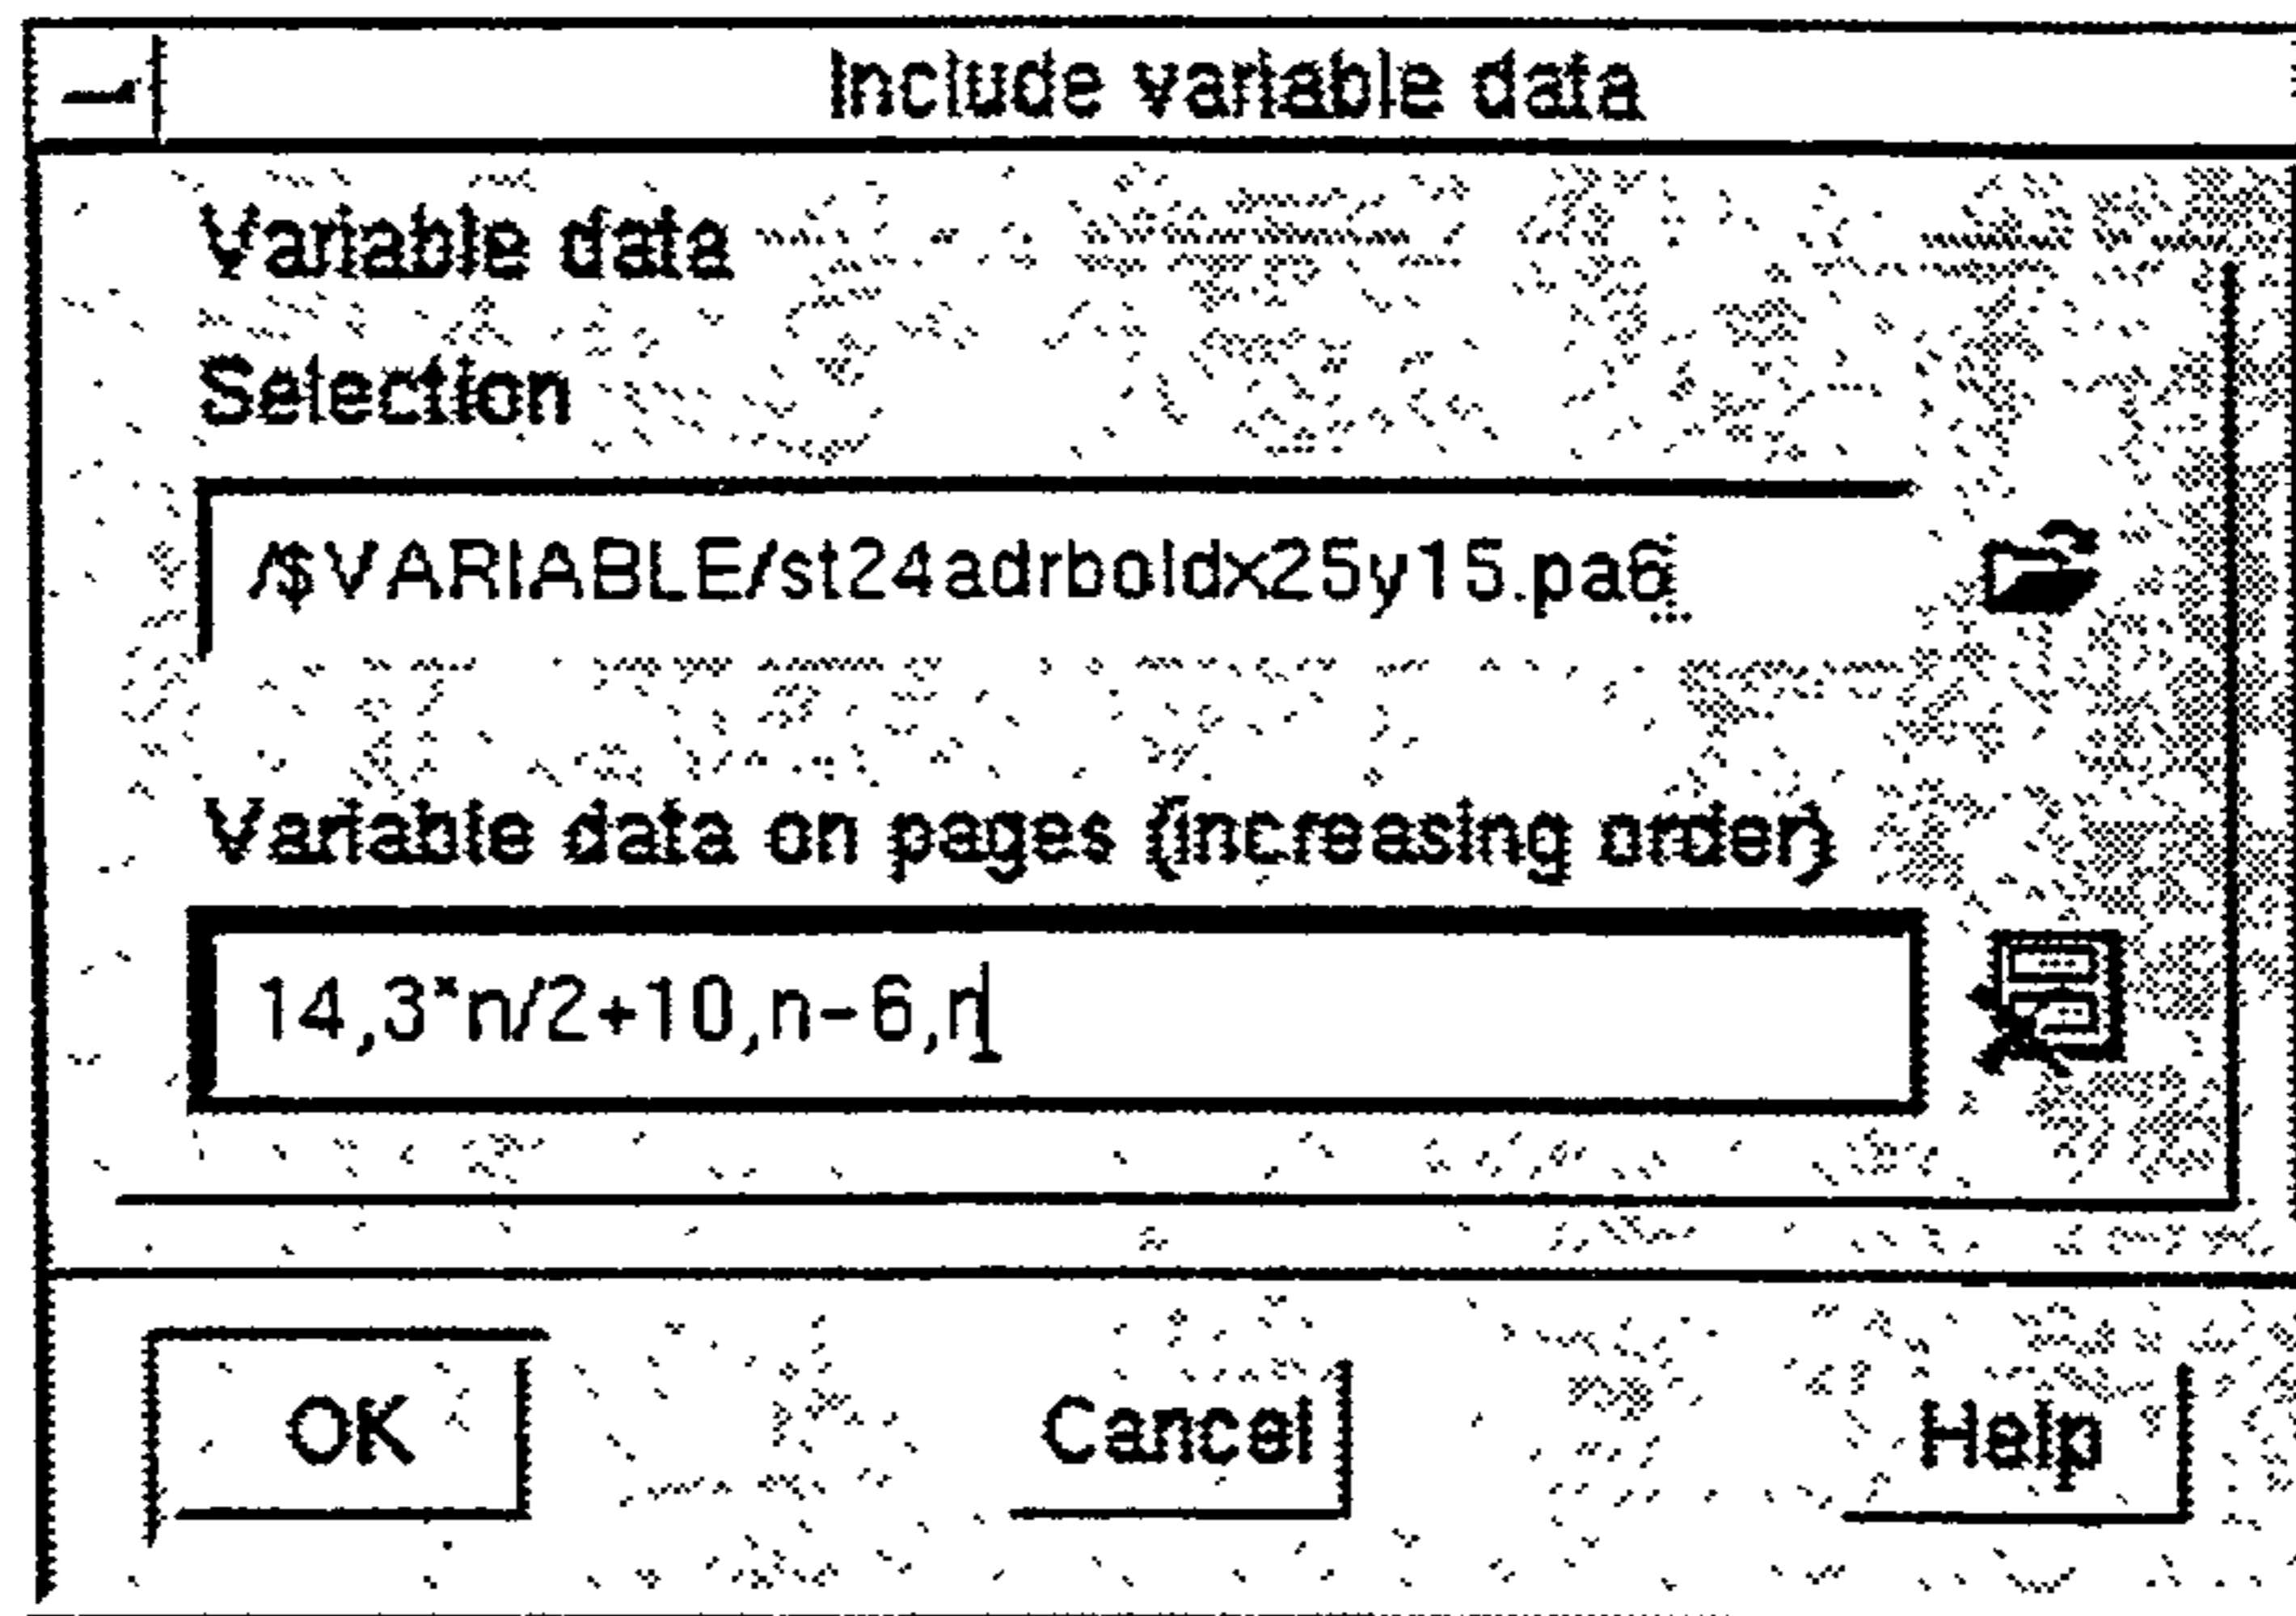 Include variable data
Variable data
Selection
/$VARIABLE/st24adrboldx25y15.pa6
Variable data on pages (increasing order)
14,3*n/2+10,n-6,n
OK Cancel Help